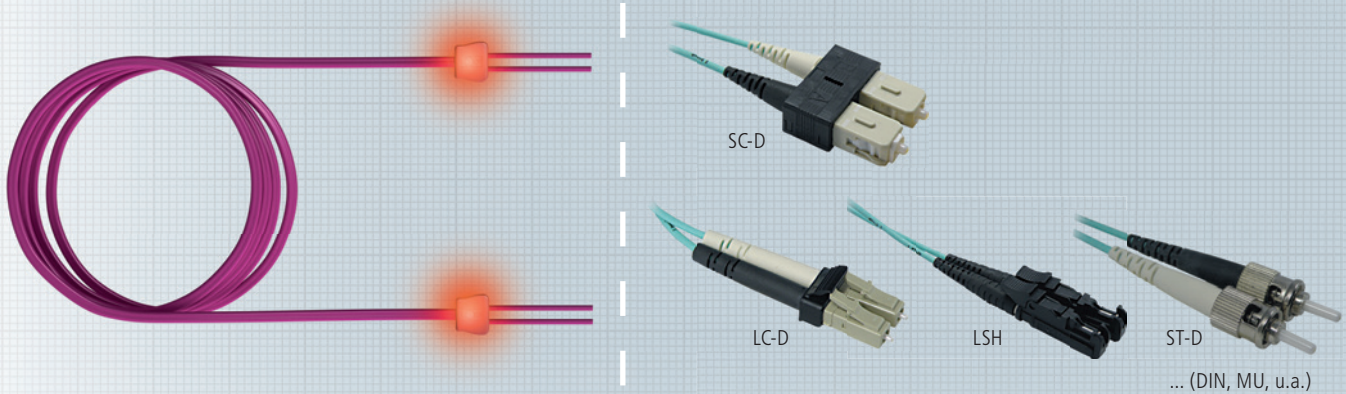 SC-D
LC-D
LSH
ST-D
... (DIN, MU, u.a.)